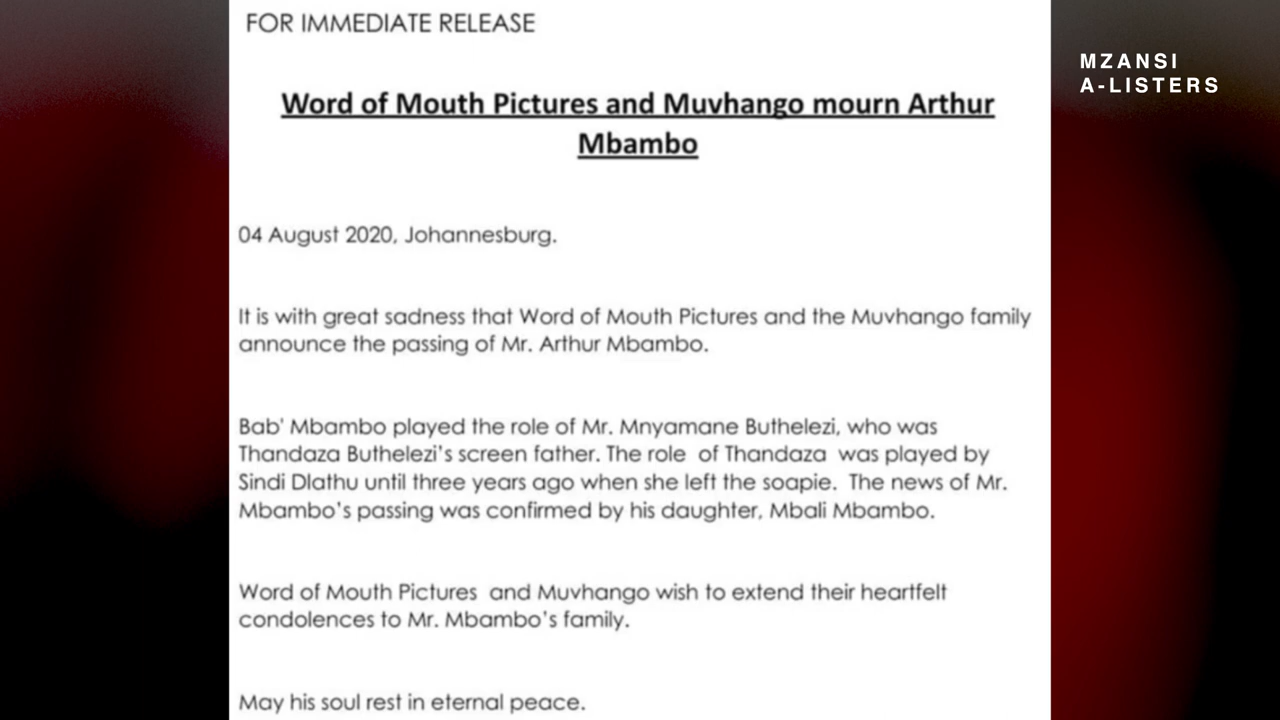 FOR IMMEDIATE RELEASE
MZANSI
A-LISTERS
Word of Mouth Pictures and Muvhango mourn Arthur
Mbambo
04 August 2020, Johannesburg.
It is with great sadness that Word of Mouth Pictures and the Muvhango family
announce the passing of Mr. Arthur Mbambo.
Bab' Mbambo played the role of Mr. Mnyamane Buthelezi, who was
Thandaza Buthelezi's screen father. The role of Thandaza was played by
Sindi Dlathu until three years ago when she left the soapie. The news of Mr.
Mbambo's passing was confirmed by his daughter, Mbali Mbambo.
Word of Mouth Pictures and Muvhango wish to extend their heartfelt
condolences to Mr. Mbambo's family.
May his soul rest in eternal peace.